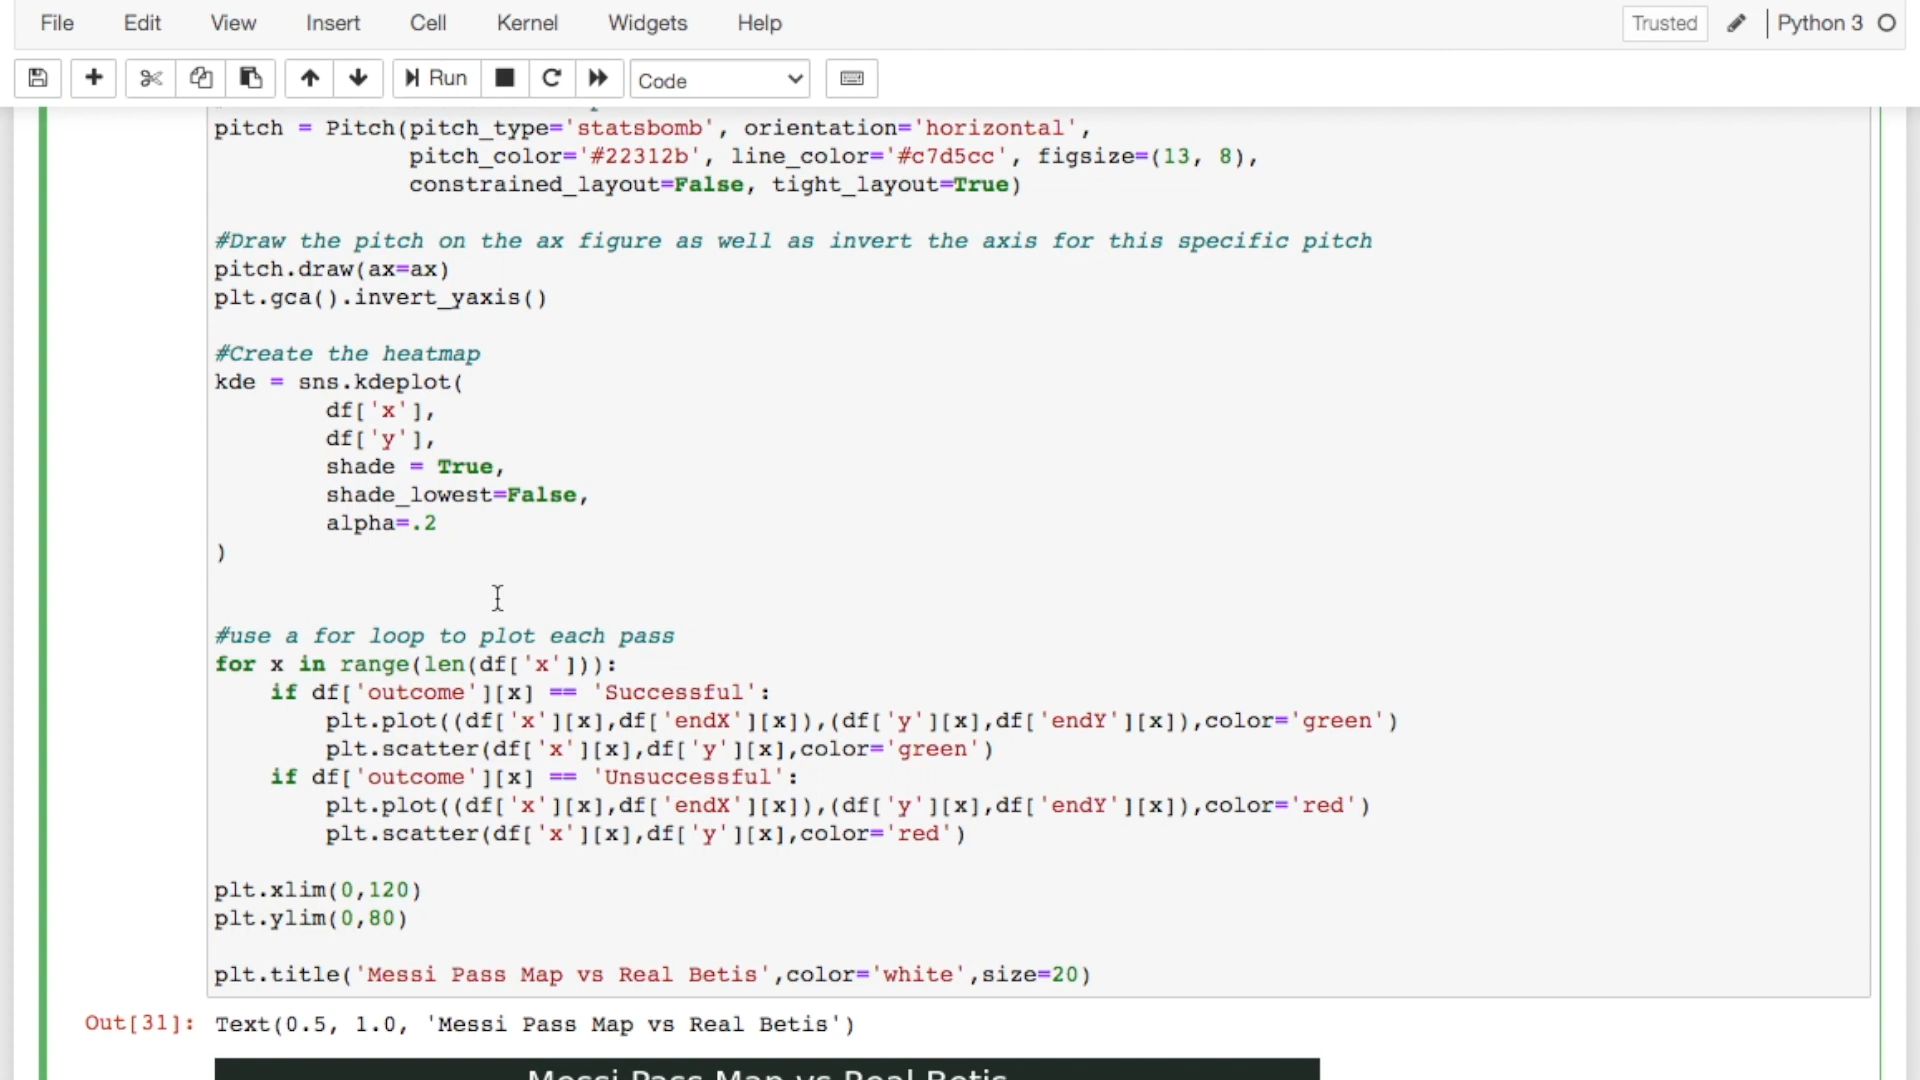 File Edit View Insert Cell Kernel Widgets Help Trusted Python 3
Run Code
pitch = Pitch(pitch_type='statsbomb', orientation='horizontal',
pitch_color='#22312b', line_color='#c7d5cc', figsize=(13, 8),
constrained_layout=False, tight_layout=True)
#Draw the pitch on the ax figure as well as invert the axis for this specific pitch
pitch.draw(ax=ax)
plt.gca().invert_yaxis()
#Create the heatmap
kde = sns.kdeplot(
df['x'],
df['y'],
shade = True,
shade_lowest=False,
alpha=.2
)
#use a for loop to plot each pass
for x in range(len(df['x'])):
if df['outcome'][x] == 'Successful':
plt.plot((df['x'][x],df['endX'][x]),(df['y'][x],df['endY'][x]),color='green')
plt.scatter(df['x'][x],df['y'][x],color='green')
if df['outcome'][x] == 'Unsuccessful':
plt.plot((df['x'][x],df['endX'][x]),(df['y'][x],df['endY'][x]),color='red')
plt.scatter(df['x'][x],df['y'][x],color='red')
plt.xlim(0,120)
plt.ylim(0,80)
plt.title('Messi Pass Map vs Real Betis',color='white',size=20)
Out[31]: Text(0.5, 1.0, 'Messi Pass Map vs Real Betis')
Messi Pass Map vs Real Betis